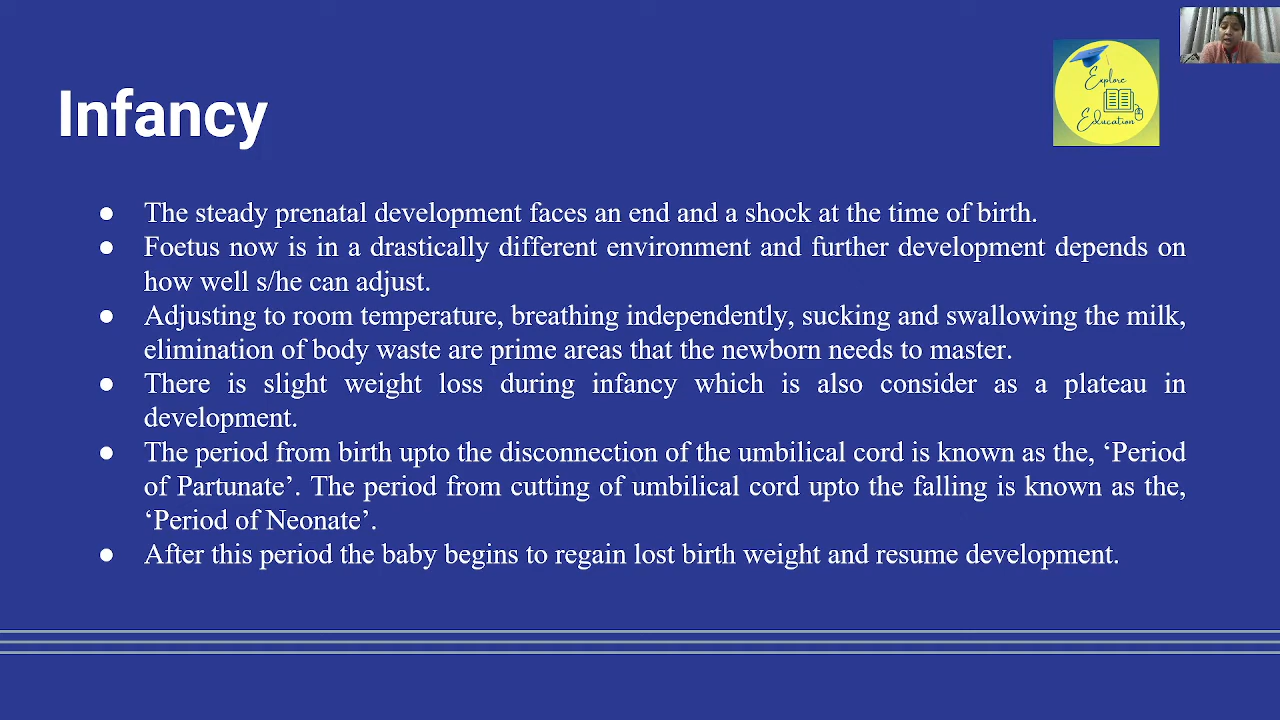 Explore
Education
Infancy
● The steady prenatal development faces an end and a shock at the time of birth.
● Foetus now is in a drastically different environment and further development depends on
how well s/he can adjust.
● Adjusting to room temperature, breathing independently, sucking and swallowing the milk,
elimination of body waste are prime areas that the newborn needs to master.
● There is slight weight loss during infancy which is also consider as a plateau in
development.
● The period from birth upto the disconnection of the umbilical cord is known as the, ‘Period
of Partunate’. The period from cutting of umbilical cord upto the falling is known as the,
‘Period of Neonate’.
● After this period the baby begins to regain lost birth weight and resume development.